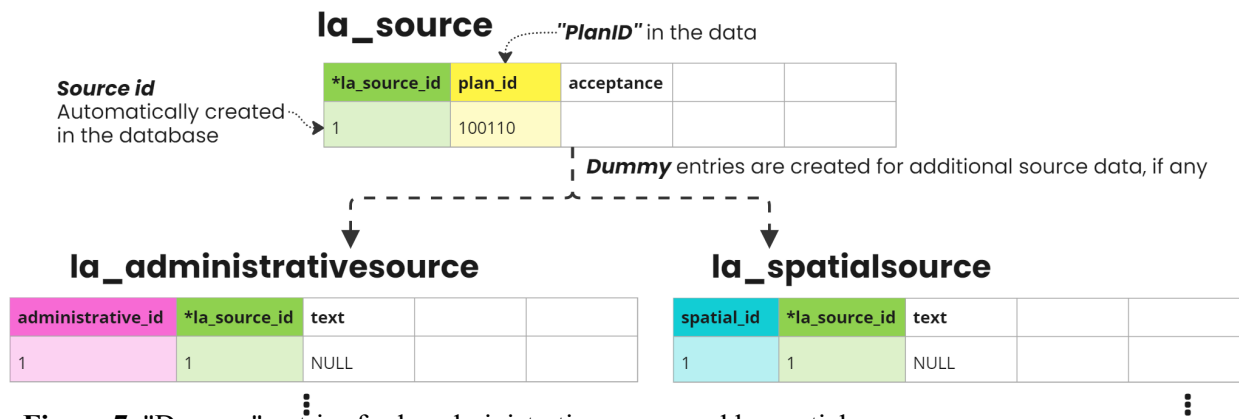 la_source
"PlanID" in the data
Source id
Automatically created
in the database
*la_source_id plan_id acceptance
1 100110
Dummy entries are created for additional source data, if any
la_administrativesource
la_spatialsource
administrative_id *la_source_id text
1 1 NULL
spatial_id *la_source_id text
1 1 NULL